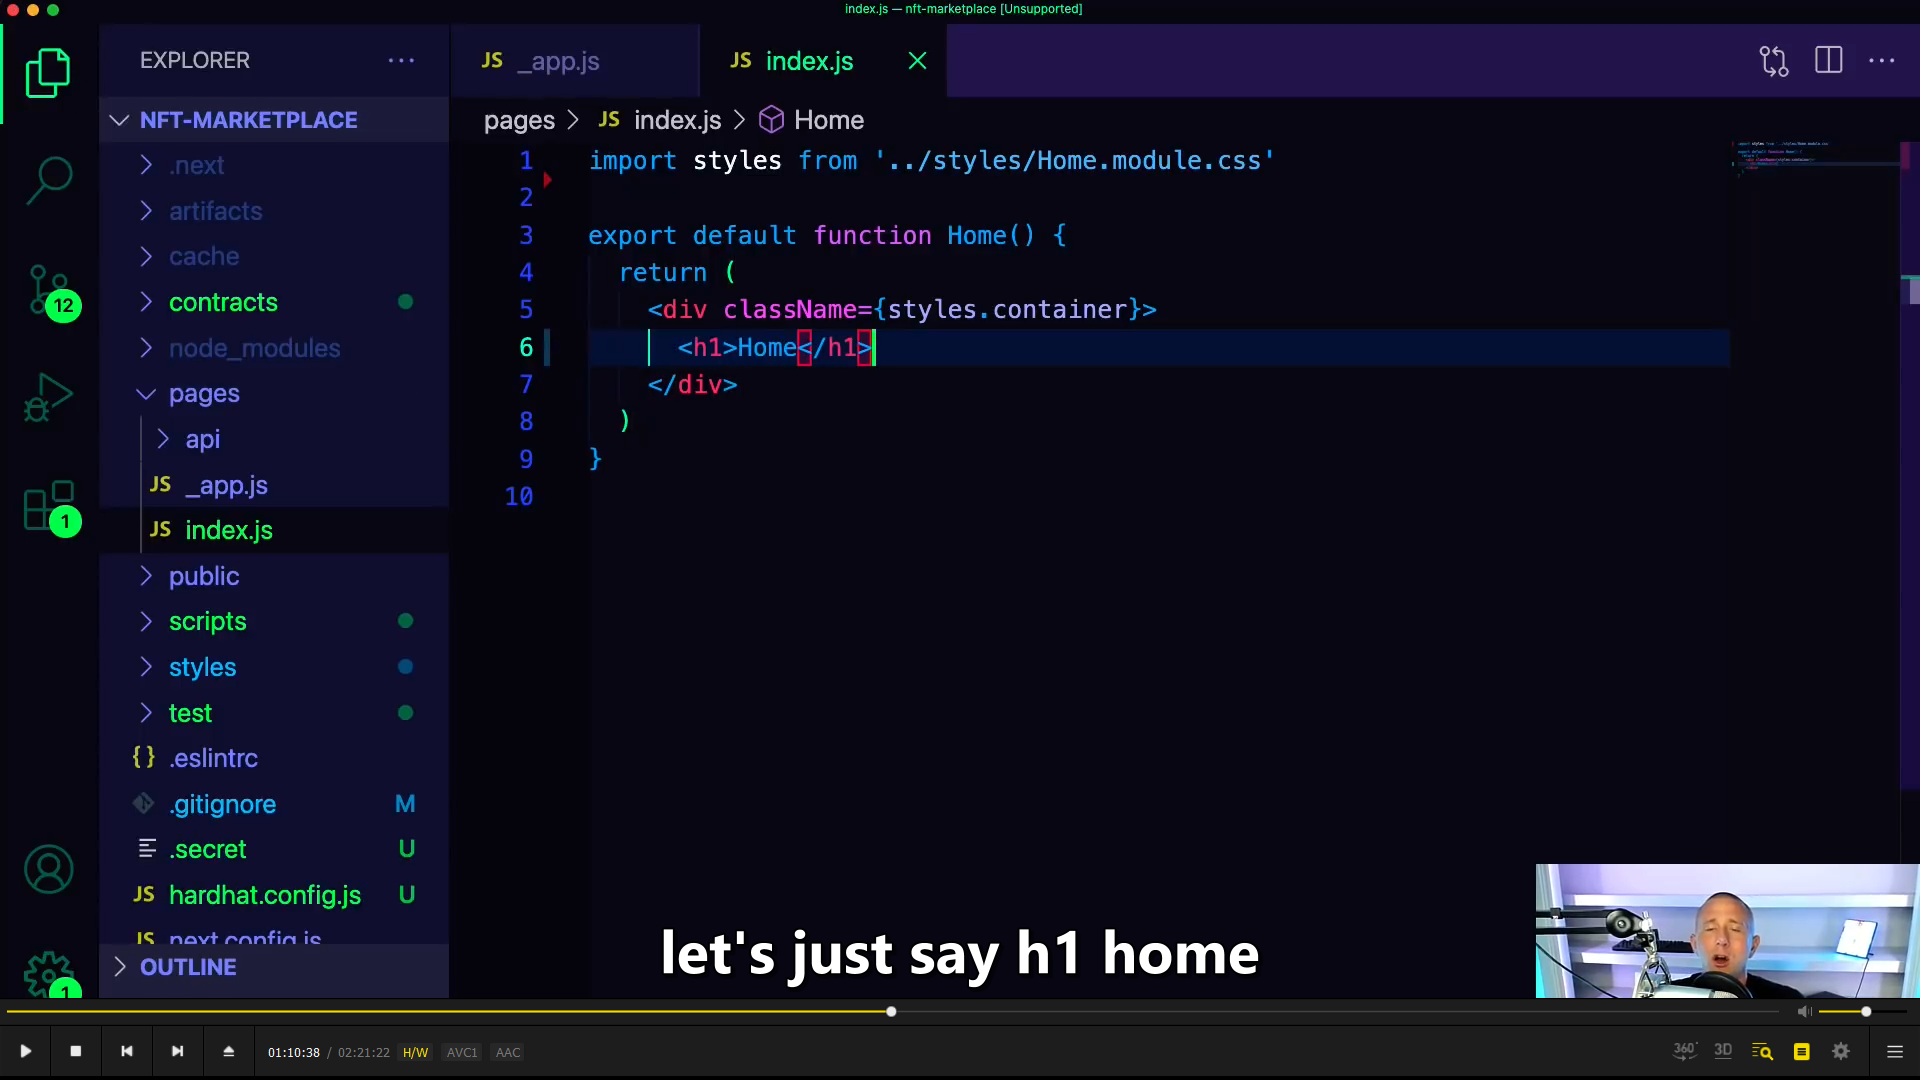 index.js — nft-marketplace [Unsupported]
EXPLORER
JS _app.js
JS index.js
NFT-MARKETPLACE
pages > JS index.js > Home
.next
artifacts
cache
contracts
node_modules
pages
api
JS _app.js
JS index.js
public
scripts
styles
test
{} .eslintrc
.gitignore M
.secret U
JS hardhat.config.js U
JS next.config.js
OUTLINE
12
1
1
1 import styles from '../styles/Home.module.css'
2
3 export default function Home() {
4 return (
5 <div className={styles.container}>
6 <h1>Home</h1>
7 </div>
8 )
9 }
10
let's just say h1 home
01:10:38 / 02:21:22 H/W AVC1 AAC
360° 3D